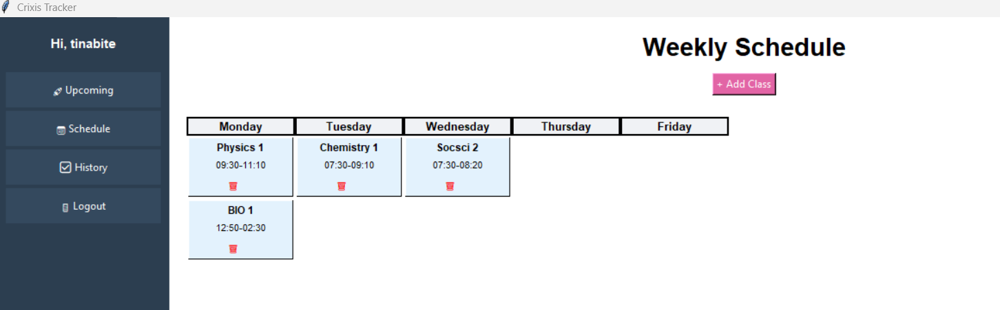 Crixis Tracker
Hi, tinabite
Upcoming
Schedule
History
Logout
Weekly Schedule
+ Add Class
Monday Tuesday Wednesday Thursday Friday
Physics 1 Chemistry 1 Socsci 2
09:30-11:10 07:30-09:10 07:30-08:20
BIO 1
12:50-02:30